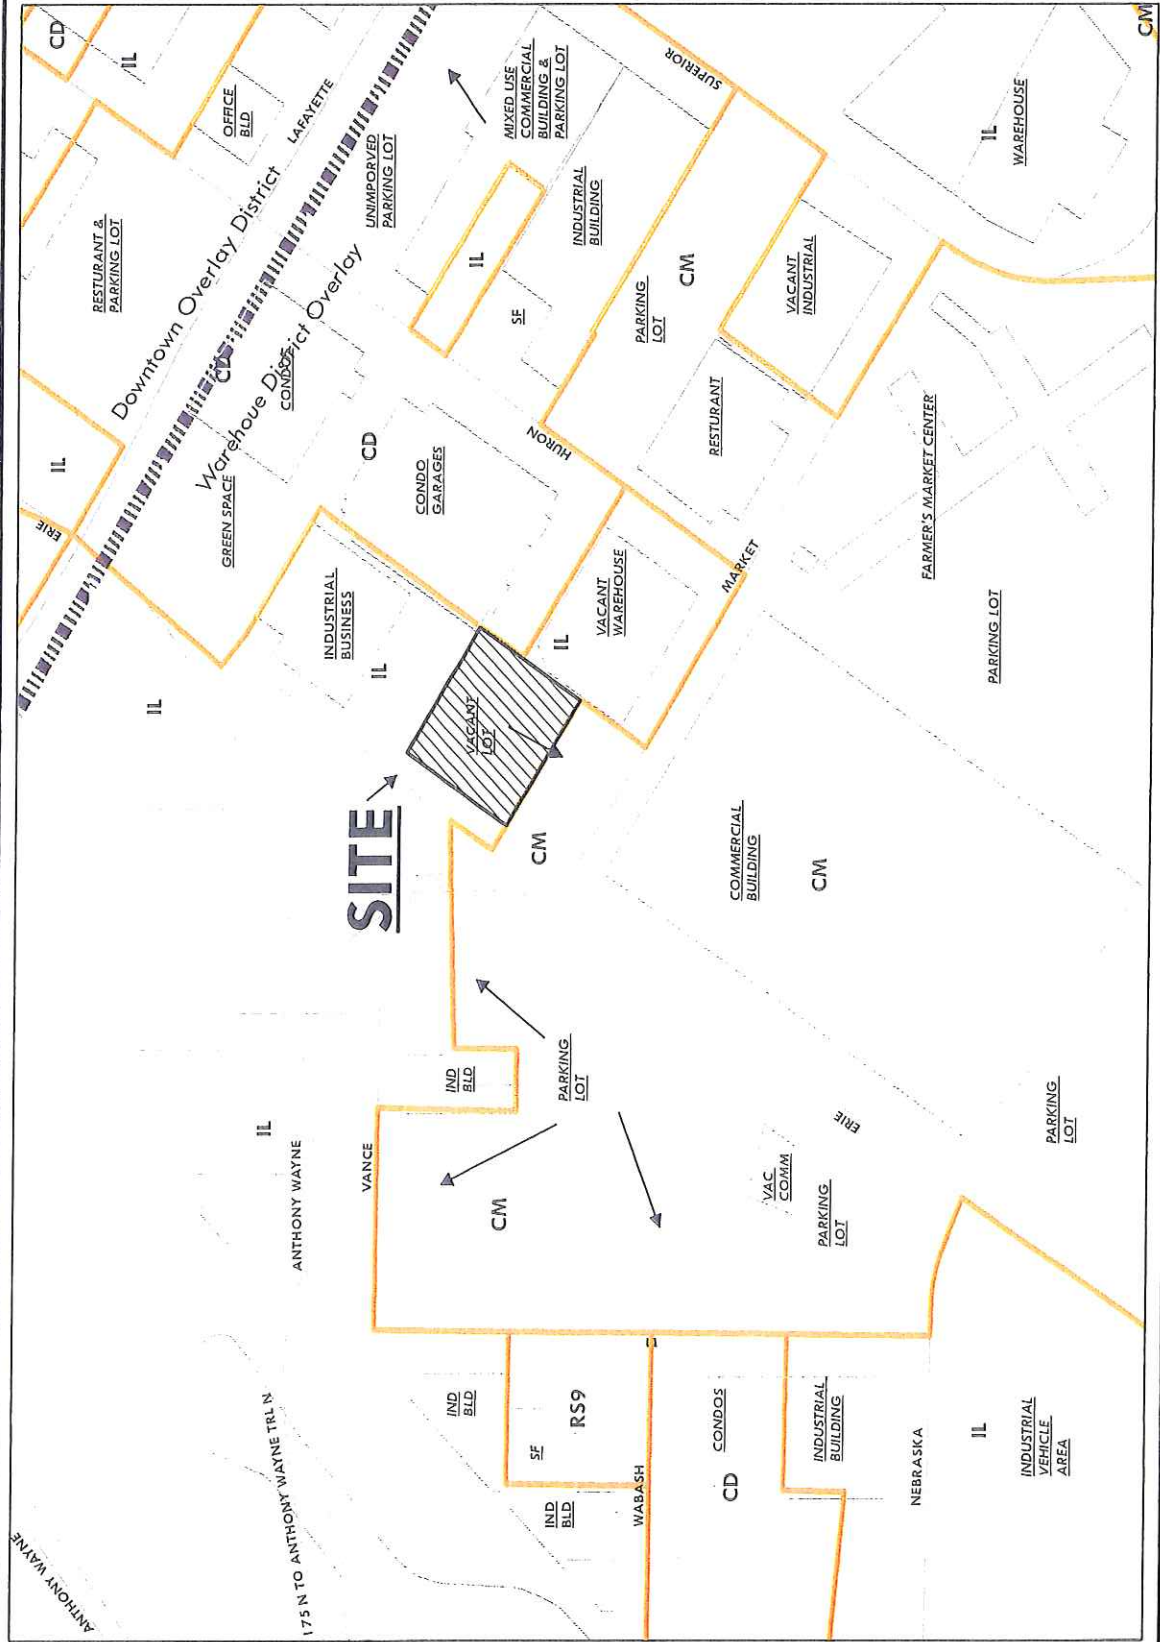 ANTHONY WAYNE
ERIE
IL
CD
IL
IL
RESTURANT &
PARKING LOT
IL
Downtown Overlay District
OFFICE
BLD
LAFAYETTE
GREEN SPACE
CD
Warehoue District Overlay
CONDOS
IL
ANTHONY WAYNE
I 75 N TO ANTHONY WAYNE TRL N
VANCE
SITE
INDUSTRIAL
BUSINESS
IL
CD
UNIMPORVED
PARKING LOT
CONDO
GARAGES
IND
BLD
IND
BLD
VACANT
LOT
IL
CM
RS9
SF
IND
BLD
CM
IL
HURON
SF
MIXED USE
COMMERCIAL
BUILDING &
PARKING LOT
PARKING
LOT
VACANT
WAREHOUSE
INDUSTRIAL
BUILDING
WABASH
PARKING
LOT
CM
SUPERIOR
CONDOS
CD
RESTURANT
MARKET
COMMERCIAL
BUILDING
CM
VAC
COMM
VACANT
INDUSTRIAL
INDUSTRIAL
BUILDING
PARKING
LOT
ERIE
NEBRASKA
FARMER'S MARKET CENTER
IL
PARKING LOT
IL
WAREHOUSE
INDUSTRIAL
VEHICLE
AREA
PARKING
LOT
CM